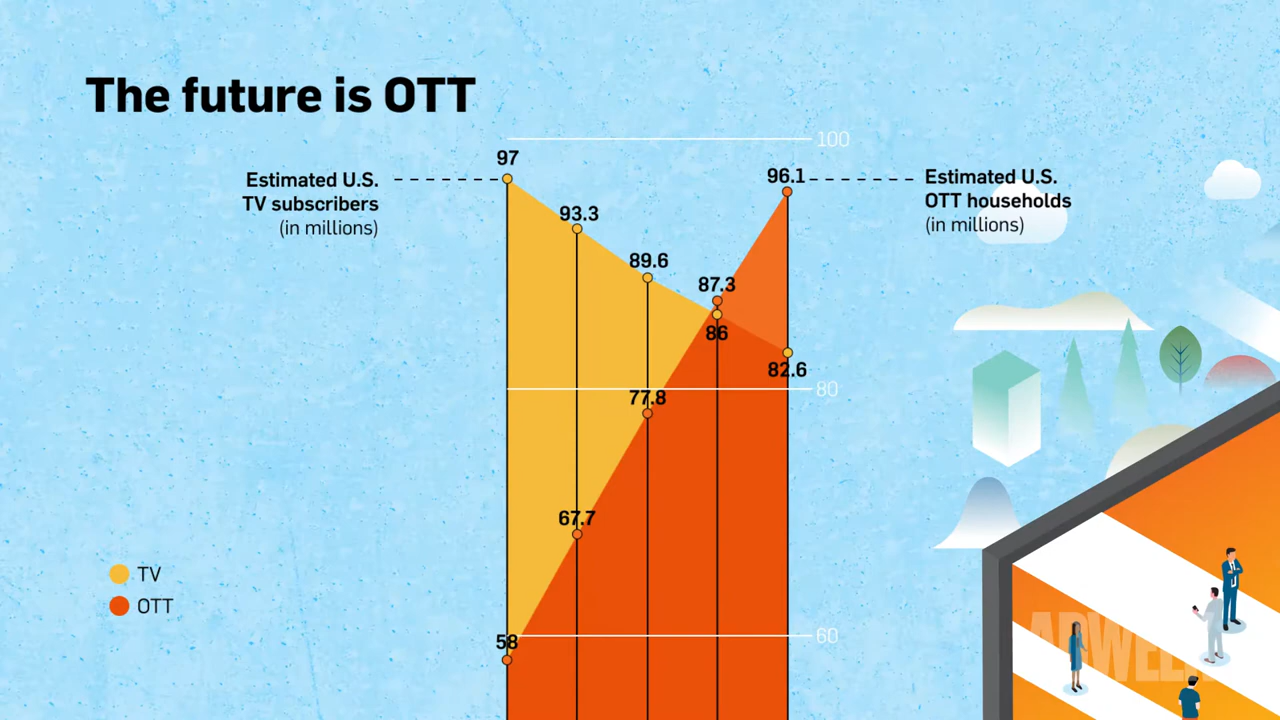 The future is OTT
100
97
96.1
Estimated U.S.
TV subscribers
(in millions)
Estimated U.S.
OTT households
(in millions)
93.3
89.6
87.3
86
82.6
80
77.8
67.7
TV
OTT
58
60
ADWEEK